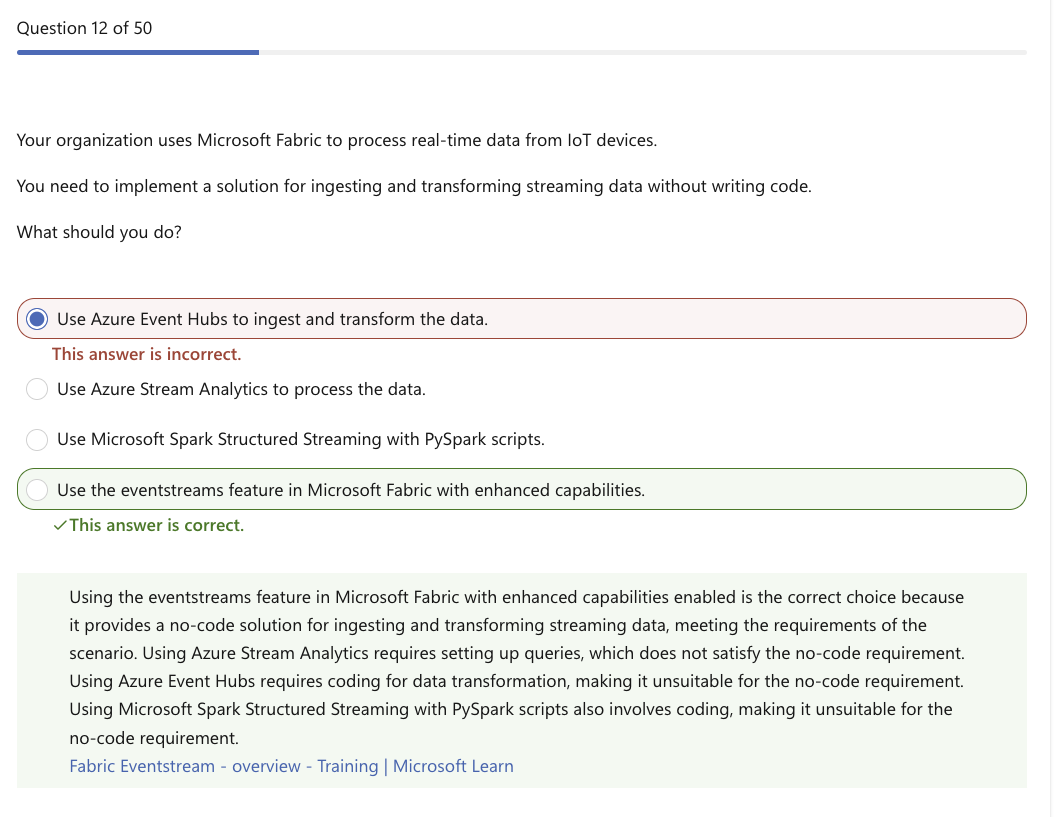 Question 12 of 50
Your organization uses Microsoft Fabric to process real-time data from IoT devices.
You need to implement a solution for ingesting and transforming streaming data without writing code.
What should you do?
Use Azure Event Hubs to ingest and transform the data.
This answer is incorrect.
Use Azure Stream Analytics to process the data.
Use Microsoft Spark Structured Streaming with PySpark scripts.
Use the eventstreams feature in Microsoft Fabric with enhanced capabilities.
This answer is correct.
Using the eventstreams feature in Microsoft Fabric with enhanced capabilities enabled is the correct choice because
it provides a no-code solution for ingesting and transforming streaming data, meeting the requirements of the
scenario. Using Azure Stream Analytics requires setting up queries, which does not satisfy the no-code requirement.
Using Azure Event Hubs requires coding for data transformation, making it unsuitable for the no-code requirement.
Using Microsoft Spark Structured Streaming with PySpark scripts also involves coding, making it unsuitable for the
no-code requirement.
Fabric Eventstream - overview - Training | Microsoft Learn